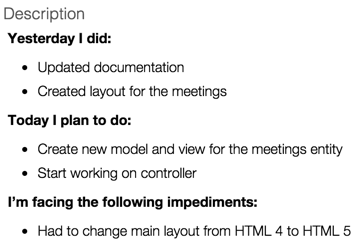 Description
Yesterday I did:
• Updated documentation
• Created layout for the meetings
Today I plan to do:
• Create new model and view for the meetings entity
• Start working on controller
I'm facing the following impediments:
• Had to change main layout from HTML 4 to HTML 5